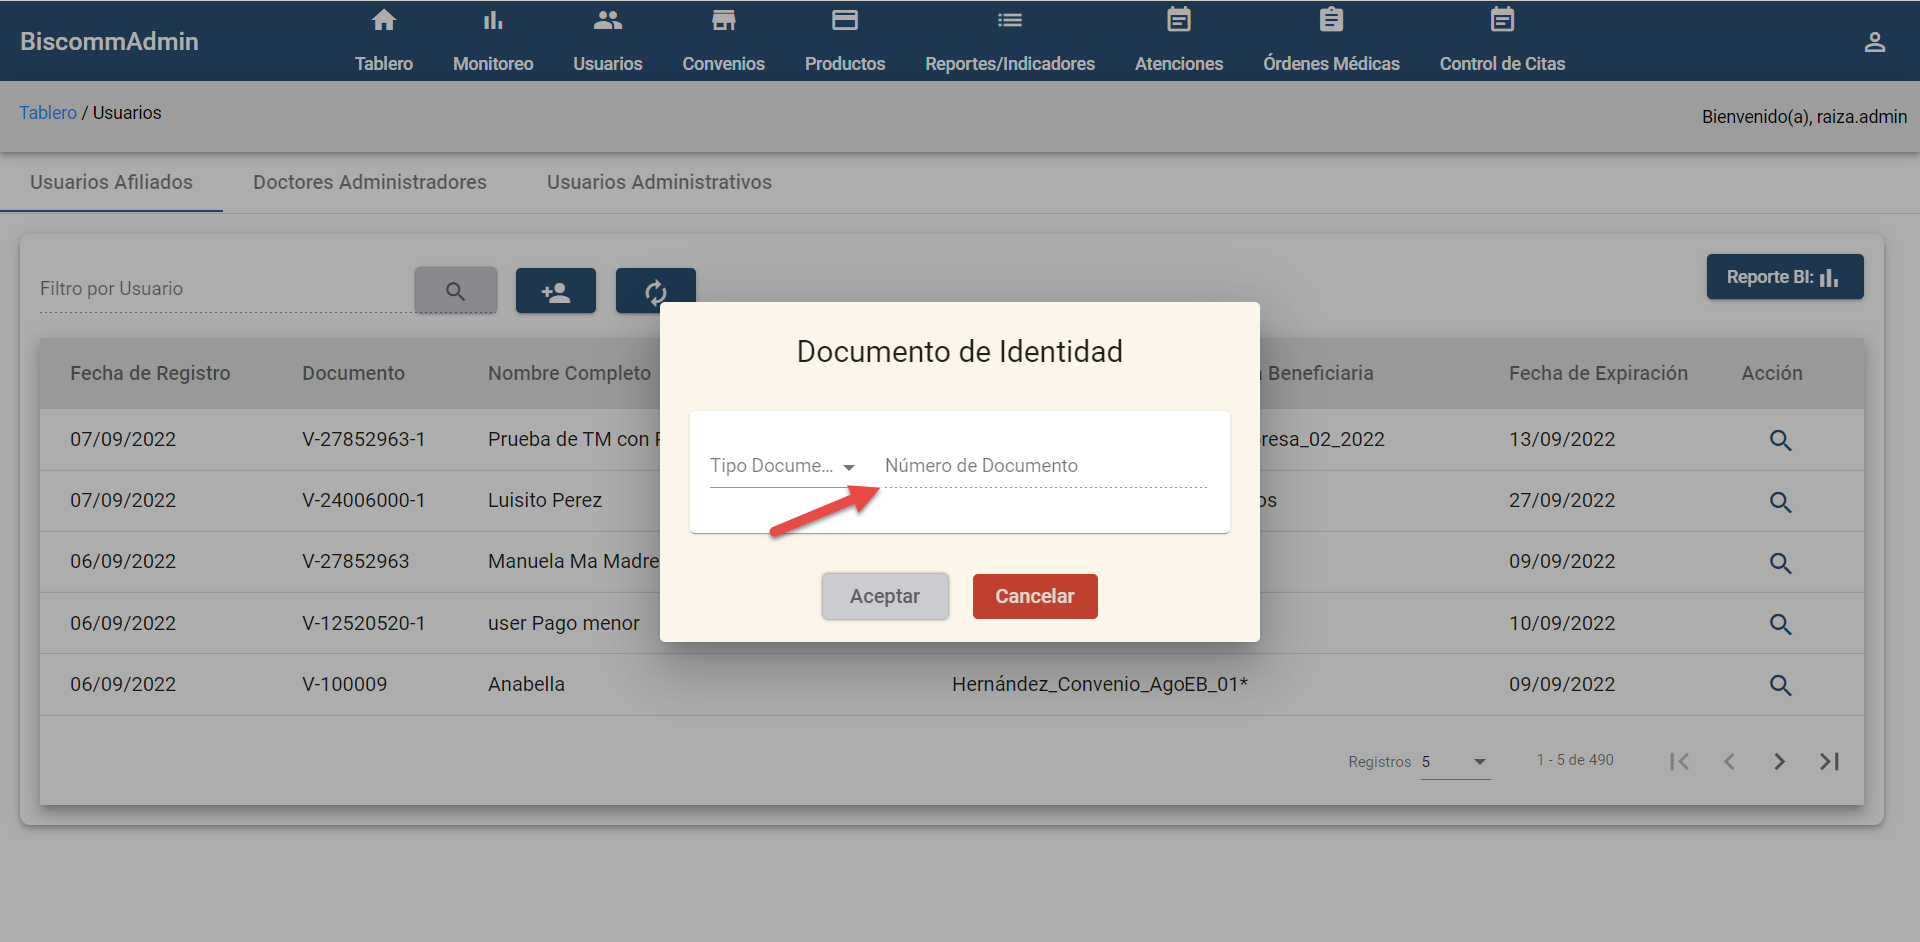 BiscommAdmin
Tablero Monitoreo Usuarios Convenios Productos Reportes/Indicadores Atenciones Órdenes Médicas Control de Citas
Tablero / Usuarios
Bienvenido(a), raiza.admin
Usuarios Afiliados Doctores Administradores Usuarios Administrativos
Filtro por Usuario
Reporte BI:
Documento de Identidad
Tipo Docume... Número de Documento
Aceptar Cancelar
Fecha de Registro Documento Nombre Completo Beneficiaria Fecha de Expiración Acción
07/09/2022 V-27852963-1 Prueba de TM con resa_02_2022 13/09/2022
07/09/2022 V-24006000-1 Luisito Perez os 27/09/2022
06/09/2022 V-27852963 Manuela Ma Madre 09/09/2022
06/09/2022 V-12520520-1 user Pago menor 10/09/2022
06/09/2022 V-100009 Anabella Hernández_Convenio_AgoEB_01* 09/09/2022
Registros 5 1 - 5 de 490